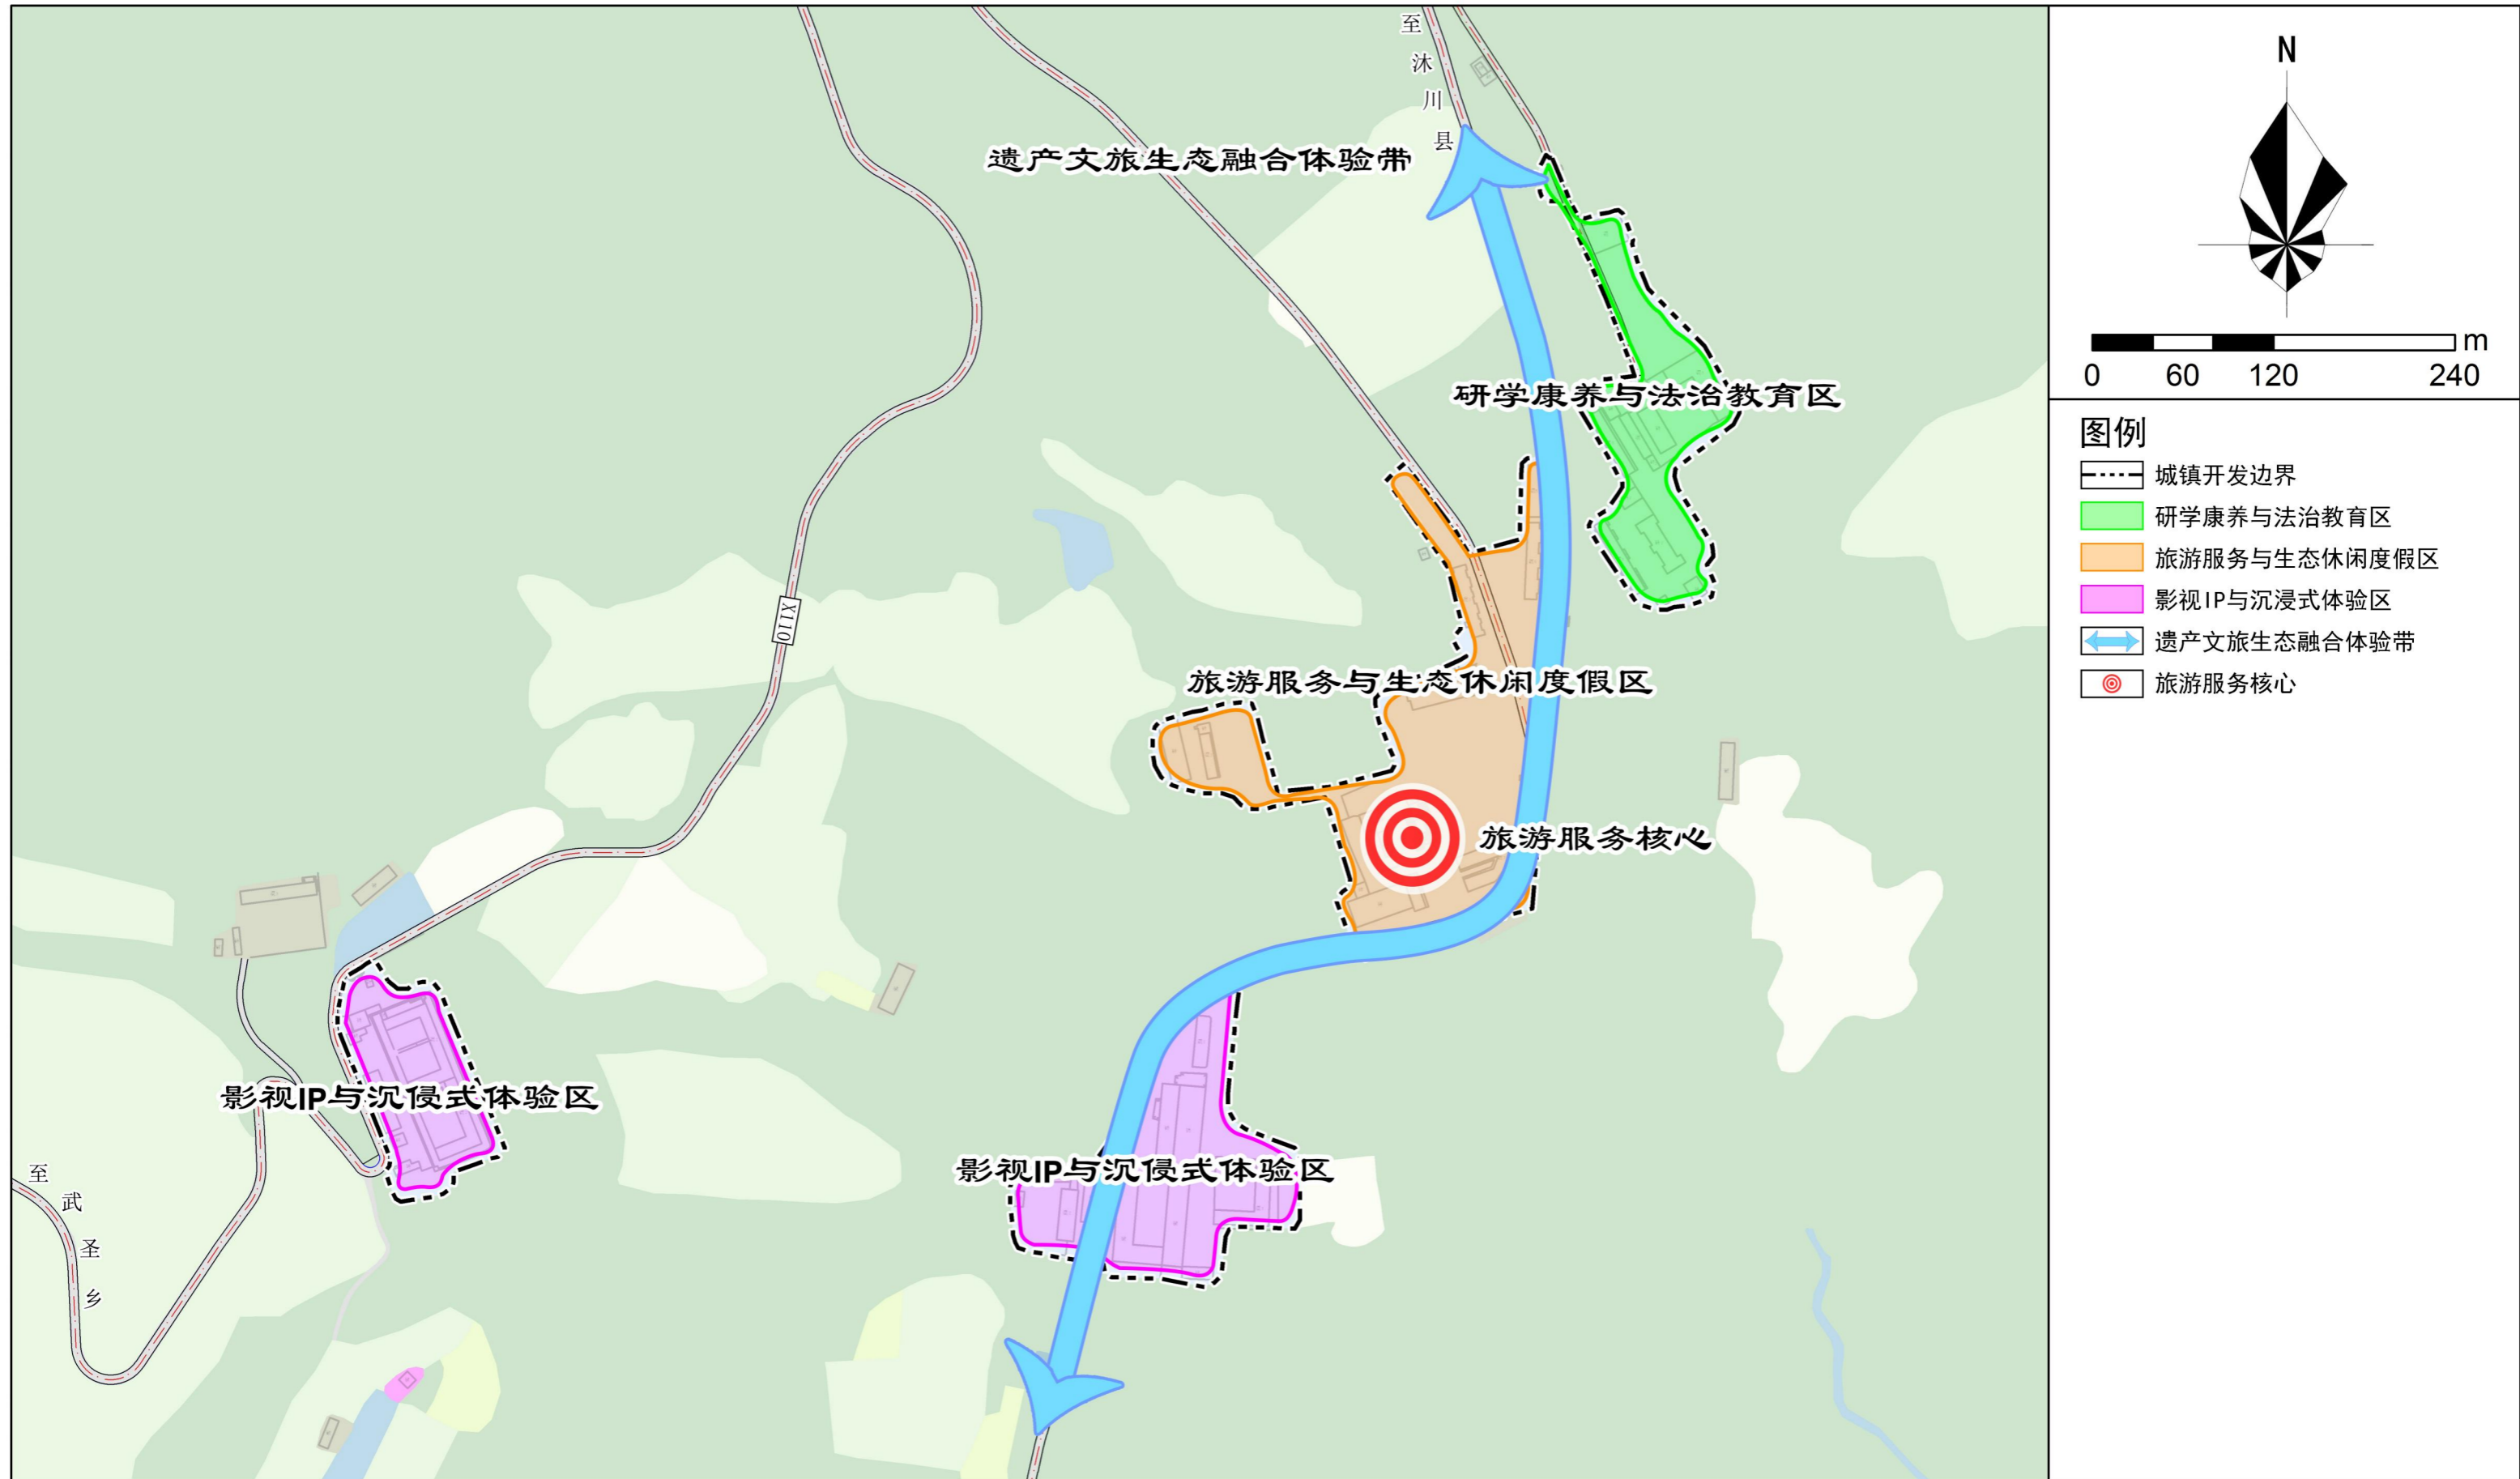 至沐川县
遗产文旅生态融合体验带
研学康养与法治教育区
X110
旅游服务与生态休闲度假区
旅游服务核心
影视IP与沉侵式体验区
影视IP与沉侵式体验区
至武圣乡
N
m
0 60 120 240
图例
城镇开发边界
研学康养与法治教育区
旅游服务与生态休闲度假区
影视IP与沉浸式体验区
遗产文旅生态融合体验带
旅游服务核心